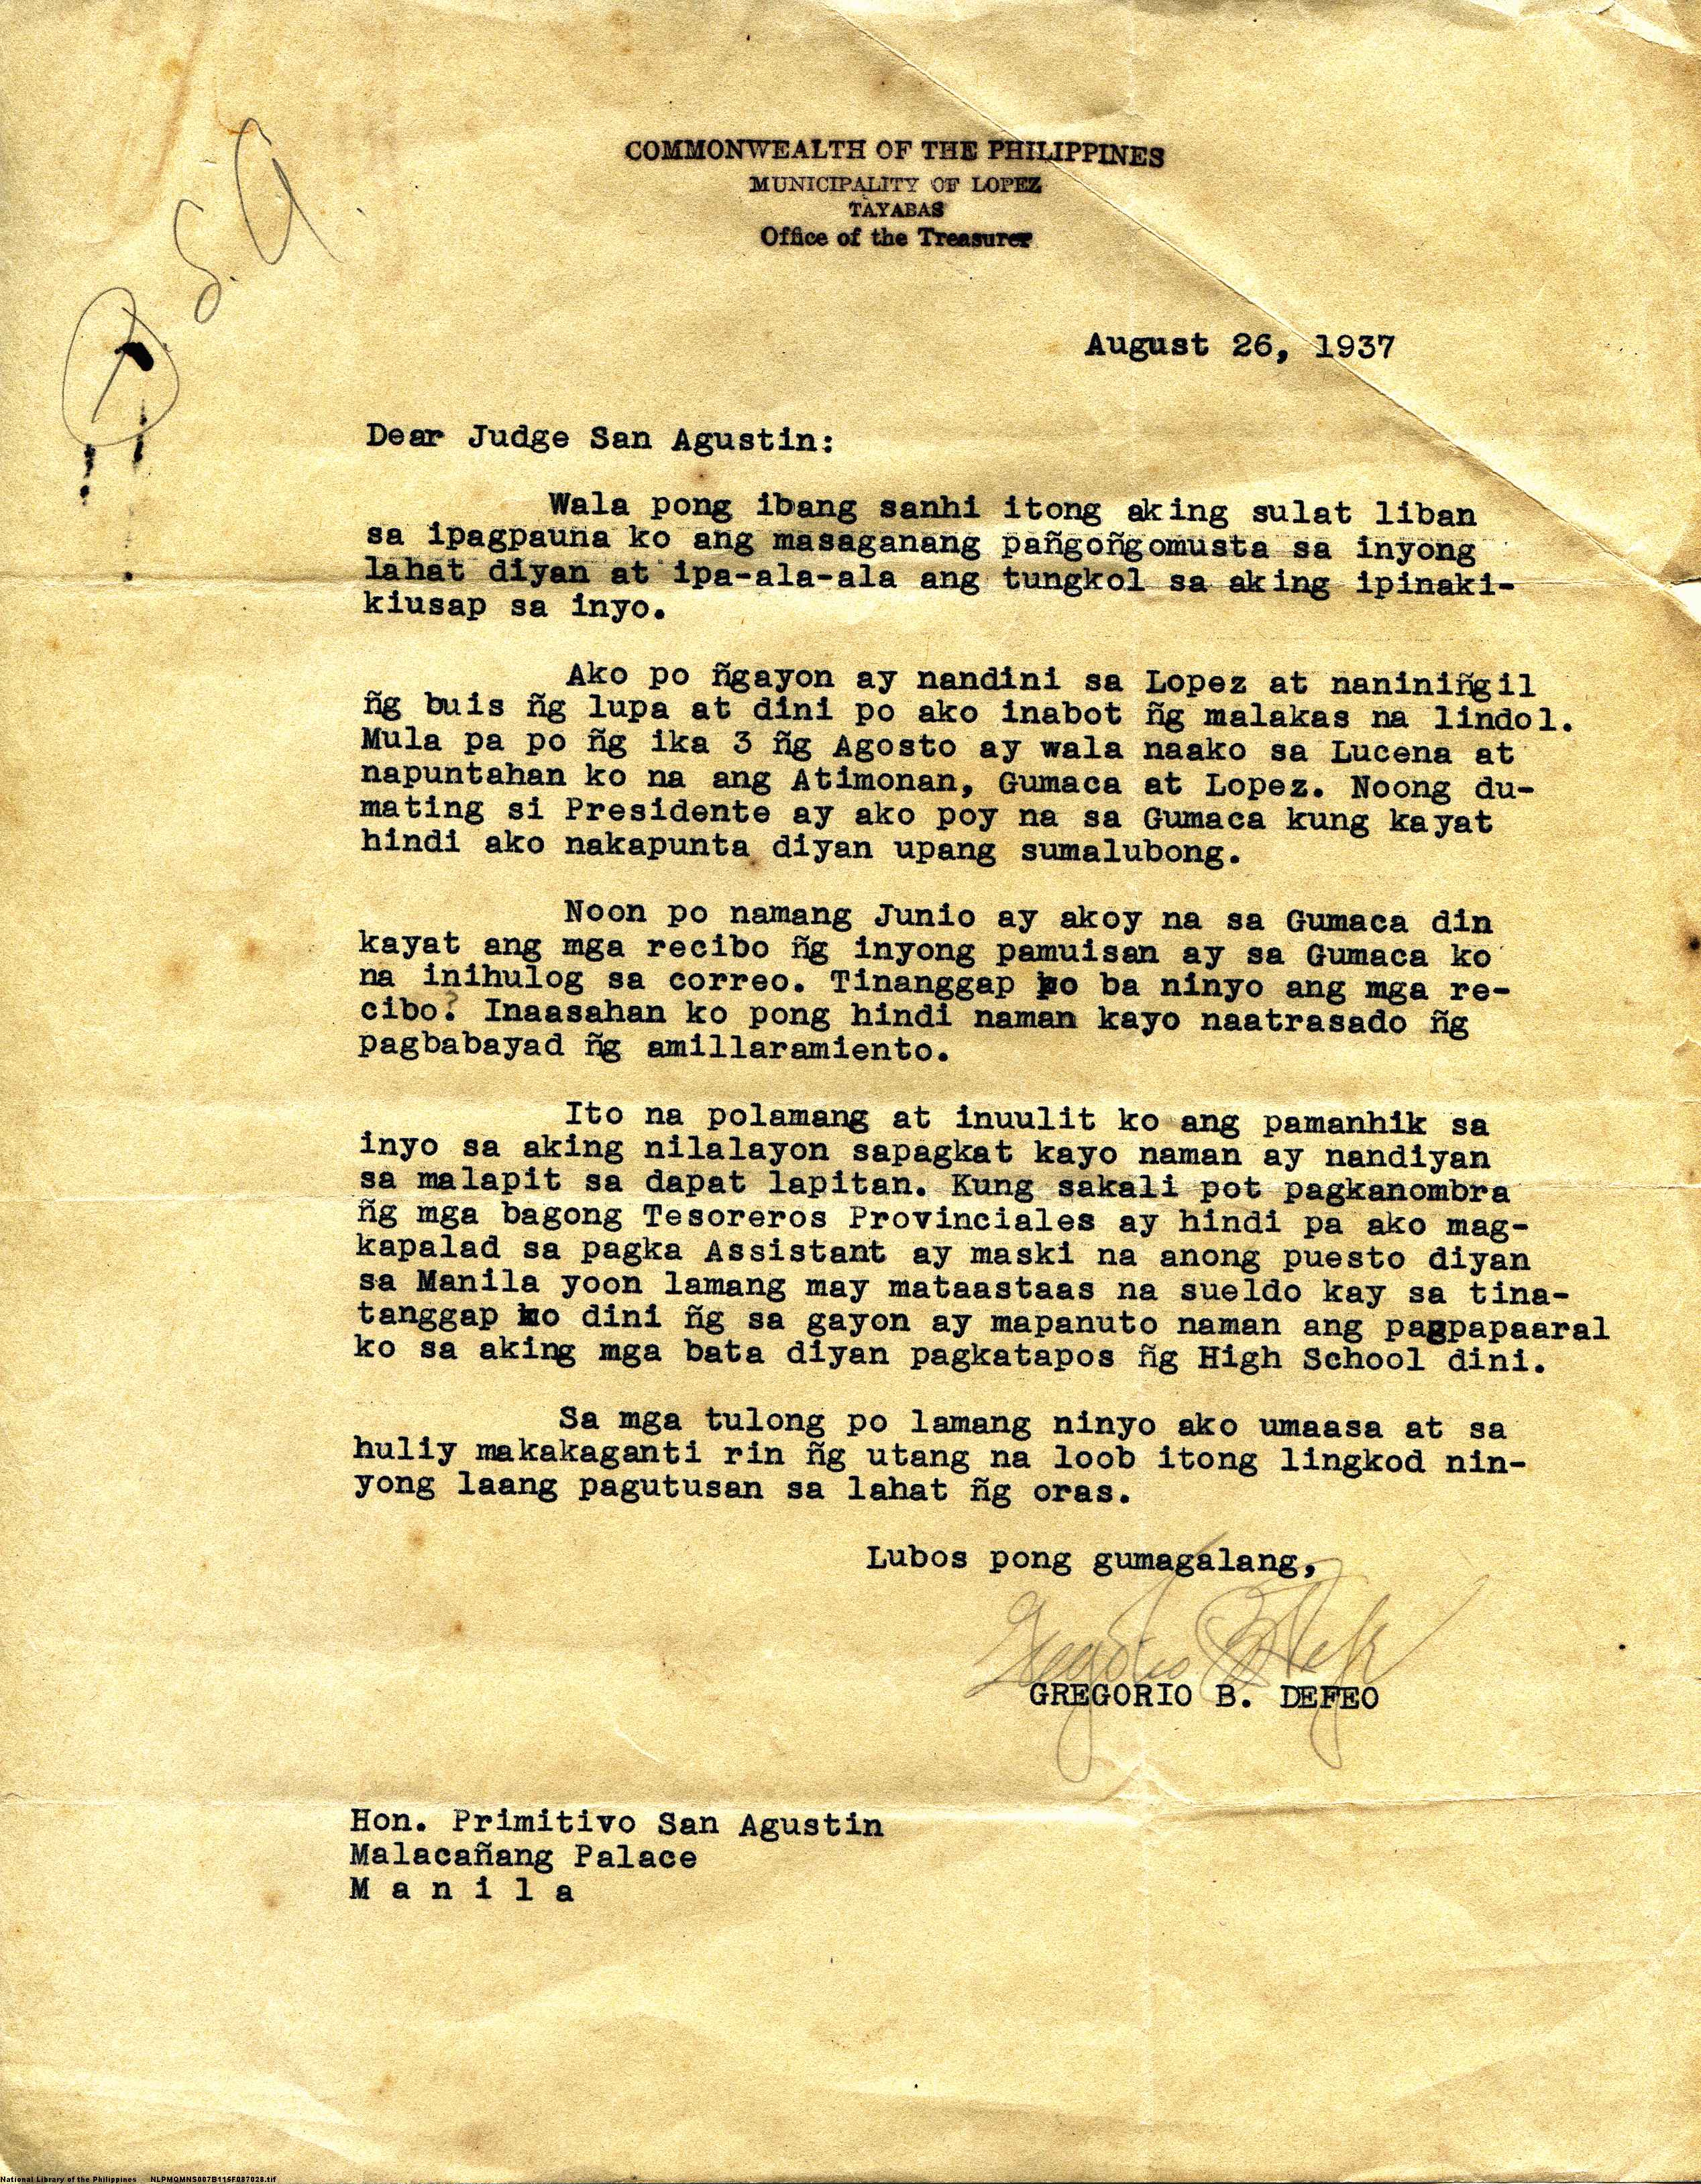 COMMONWEALTH OF THE PHILIPPINES
MUNICIPALITY OF LOPEZ
TAYABAS
Office of the Treasurer
S.A.
August 26, 1937
Dear Judge San Agustin:
Wala pong ibang sanhi itong aking sulat liban
sa ipagpauna ko ang masaganang pañgoñgomusta sa inyong
lahat diyan at ipa-ala-ala ang tungkol sa aking ipinaki-
kiusap sa inyo.
Ako po ñgayon ay nandini sa Lopez at naniniñgil
ñg buis ñg lupa at dini po ako inabot ñg malakas na lindol.
Mula pa po ñg ika 3 ñg Agosto ay wala naako sa Lucena at
napuntahan ko na ang Atimonan, Gumaca at Lopez. Noong du-
mating si Presidente ay ako poy na sa Gumaca kung kayat
hindi ako nakapunta diyan upang sumalubong.
Noon po namang Junio ay akoy na sa Gumaca din
kayat ang mga recibo ñg inyong pamuisan ay sa Gumaca ko
na inihulog sa correo. Tinanggap po ba ninyo ang mga re-
cibo? Inaasahan ko pong hindi naman kayo naatrasado ñg
pagbabayad ñg amillaramiento.
Ito na polamang at inuulit ko ang pamanhik sa
inyo sa aking nilalayon sapagkat kayo naman ay nandiyan
sa malapit sa dapat lapitan. Kung sakali pot pagkanombra
ñg mga bagong Tesoreros Provinciales ay hindi pa ako mag-
kapalad sa pagka Assistant ay maski na anong puesto diyan
sa Manila yoon lamang may mataastaas na sueldo kay sa tina-
tanggap ko dini ñg sa gayon ay mapanuto naman ang pagpapaaral
ko sa aking mga bata diyan pagkatapos ñg High School dini.
Sa mga tulong po lamang ninyo ako umaasa at sa
huliy makakaganti rin ñg utang na loob itong lingkod nin-
yong laang pagutusan sa lahat ñg oras.
Lubos pong gumagalang,
GREGORIO B. DEFEO
Hon. Primitivo San Agustin
Malacañang Palace
M a n i l a
National Library of the Philippines NLPMQMNS007B115F087028.tif